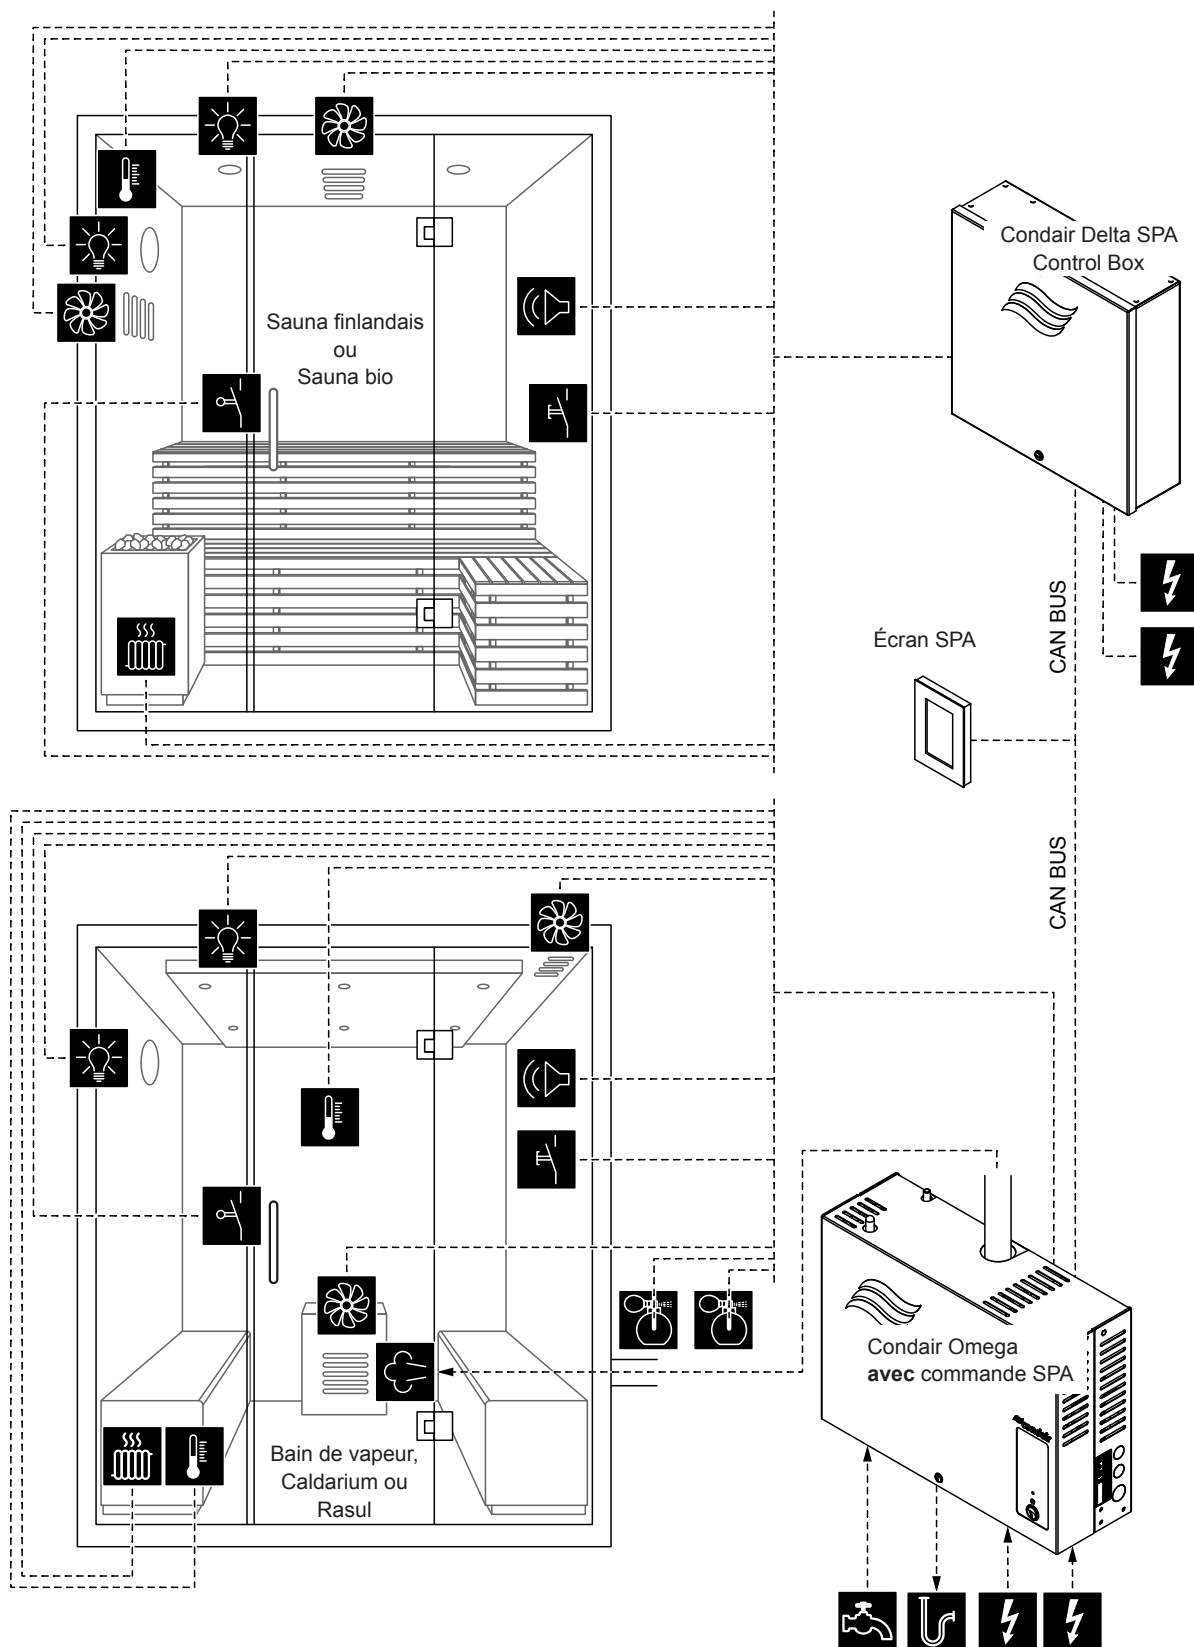 Condair Delta SPA
Control Box
Sauna finlandais
ou
Sauna bio
CAN BUS
Écran SPA
CAN BUS
Condair Omega
avec commande SPA
Bain de vapeur,
Caldarium ou
Rasul